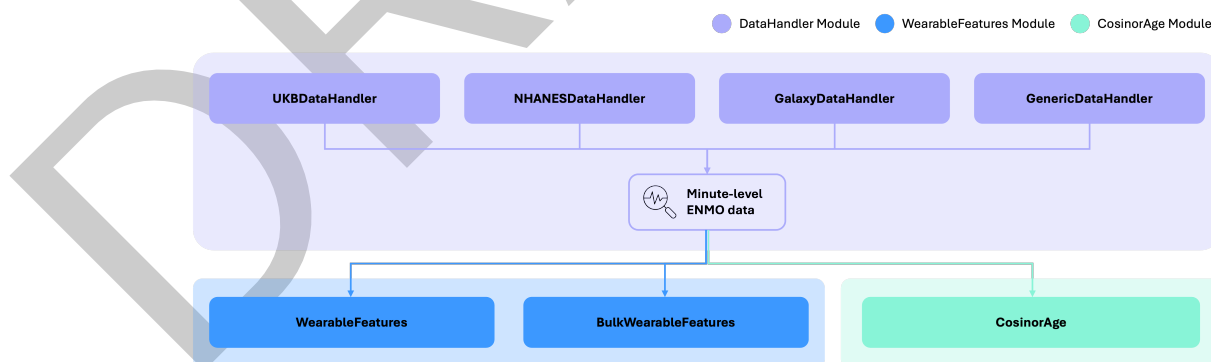 DataHandler Module WearableFeatures Module CosinorAge Module
UKBDataHandler NHANESDataHandler GalaxyDataHandler GenericDataHandler
Minute-level
ENMO data
WearableFeatures BulkWearableFeatures CosinorAge